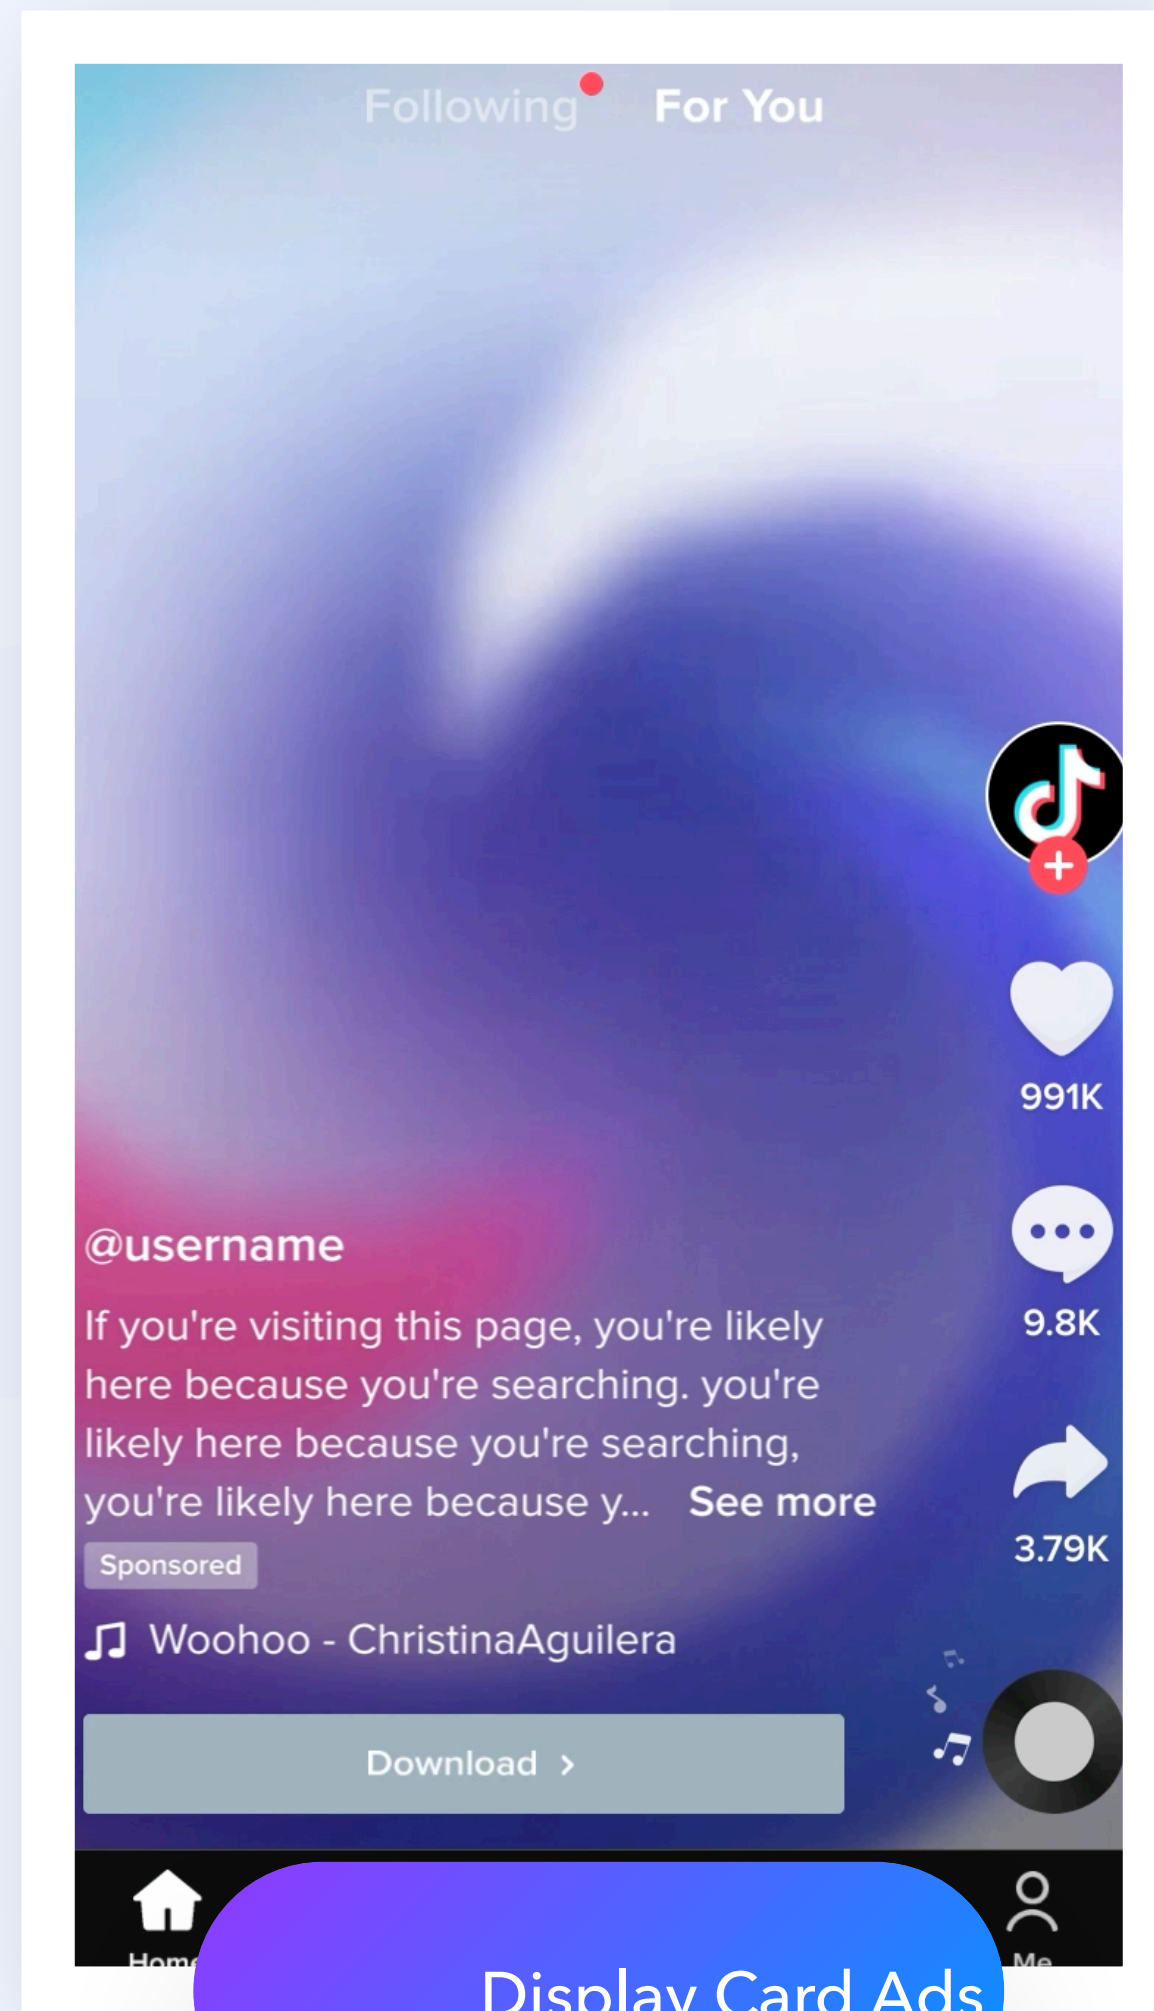 Following For You
991K
@username
9.8K
If you're visiting this page, you're likely
here because you're searching. you're
likely here because you're searching,
you're likely here because y... See more
3.79K
Sponsored
Woohoo - ChristinaAguilera
Download >
Home
Me
Display Card Ads